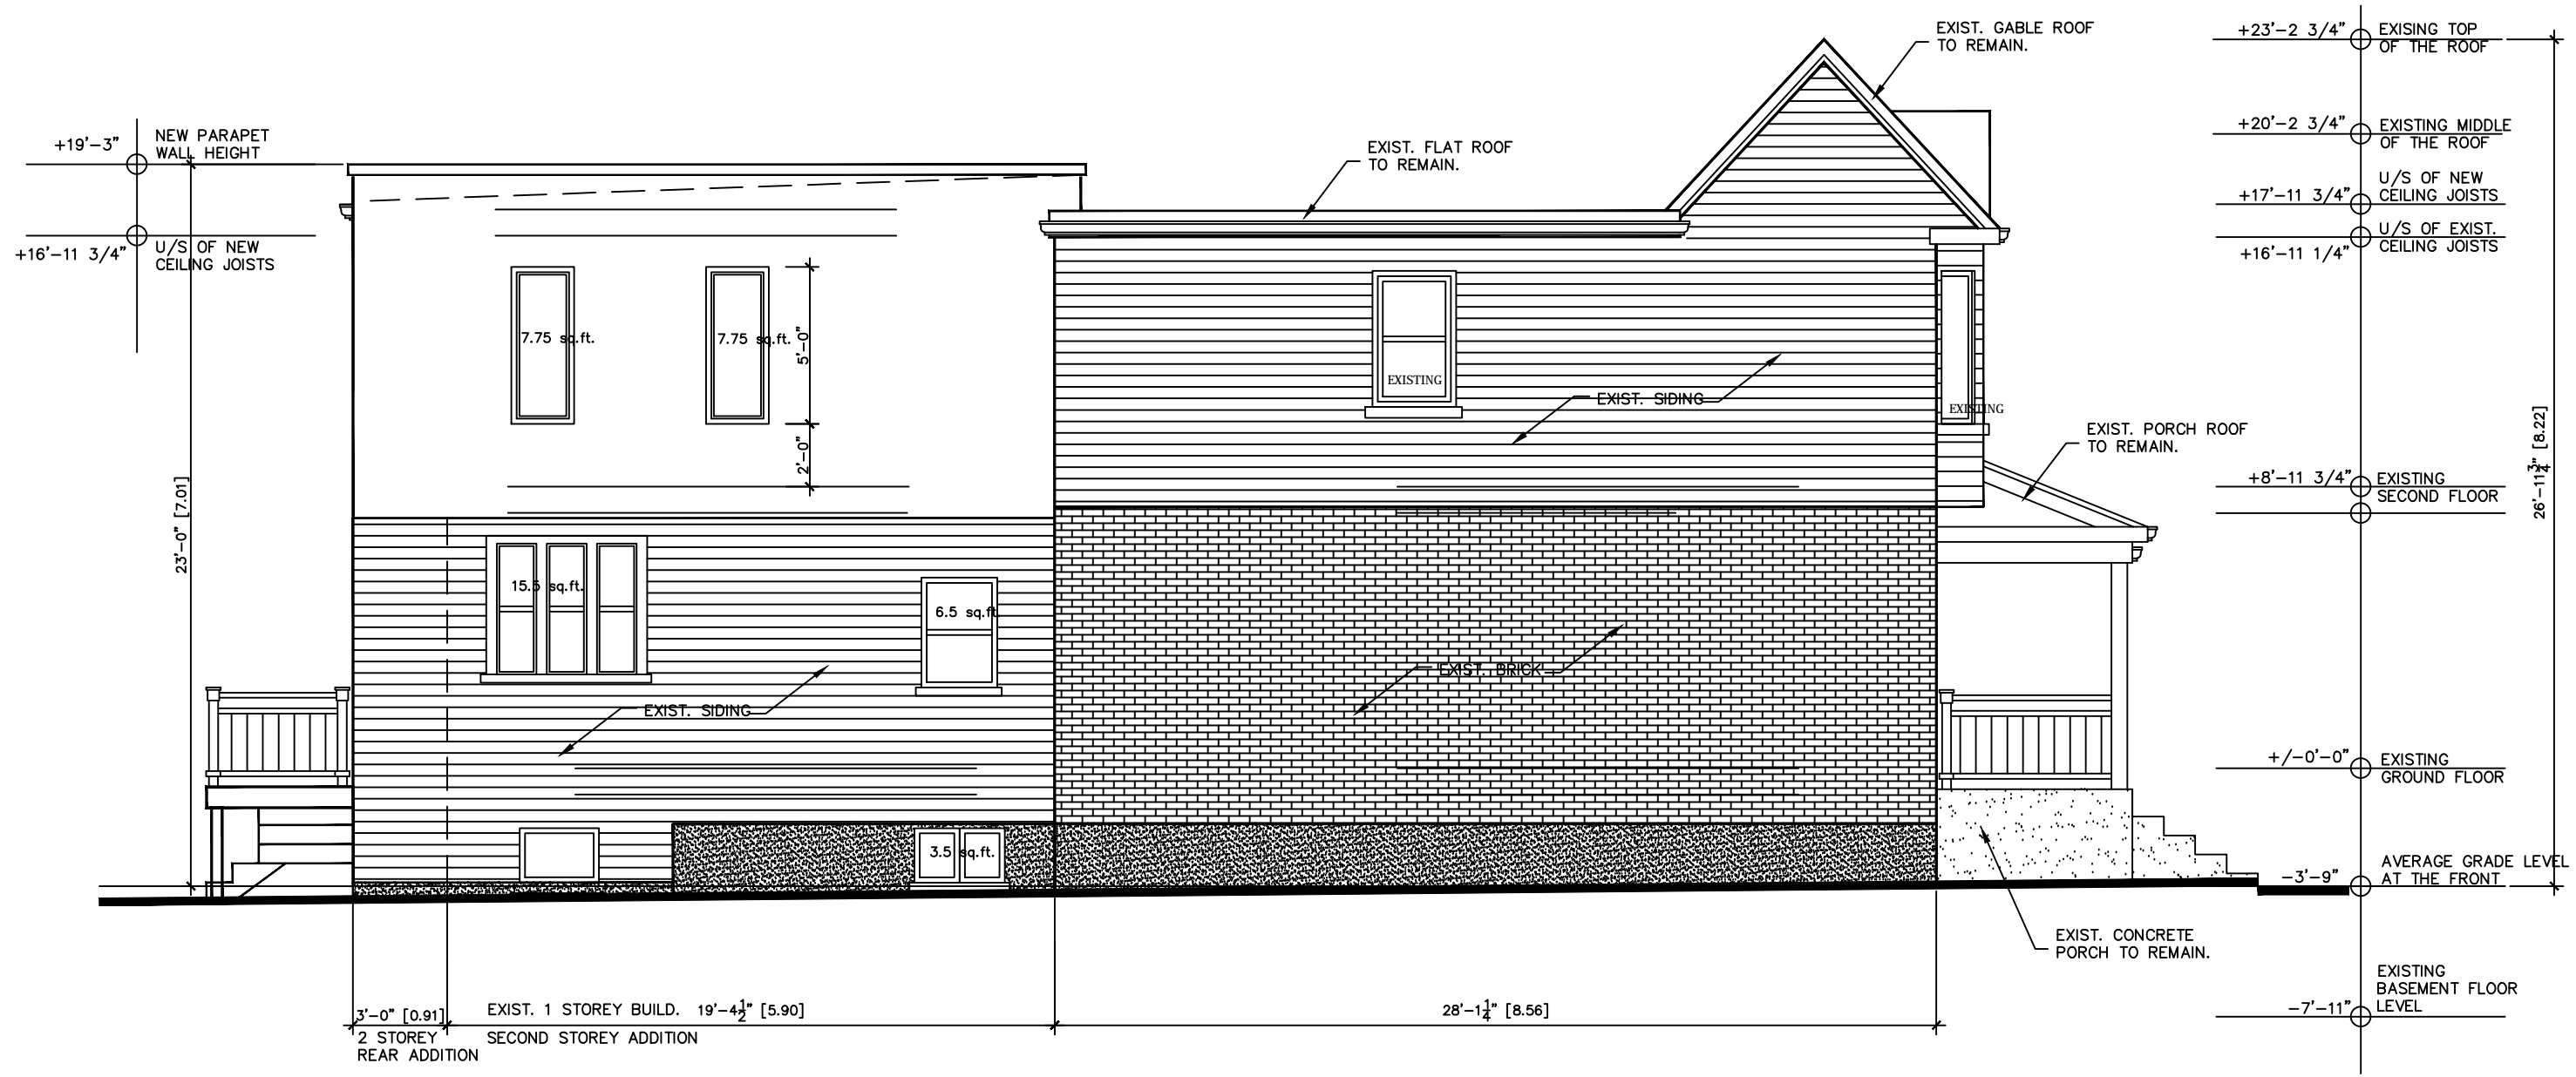 EXIST. GABLE ROOF
TO REMAIN.
+23'-2 3/4"
EXISING TOP
OF THE ROOF
+19'-3"
NEW PARAPET
WALL HEIGHT
EXIST. FLAT ROOF
TO REMAIN.
+20'-2 3/4"
EXISTING MIDDLE
OF THE ROOF
+17'-11 3/4"
U/S OF NEW
CEILING JOISTS
+16'-11 3/4"
U/S OF NEW
CEILING JOISTS
+16'-11 1/4"
U/S OF EXIST.
CEILING JOISTS
7.75 sq.ft.
7.75 sq.ft.
5'-0"
2'-0"
EXISTING
EXIST. SIDING
EXISTING
EXIST. PORCH ROOF
TO REMAIN.
26'-11 3/4" [8.22]
+8'-11 3/4"
EXISTING
SECOND FLOOR
23'-0" [7.01]
15.5 sq.ft.
6.5 sq.ft.
EXIST. BRICK
EXIST. SIDING
+/-0'-0"
EXISTING
GROUND FLOOR
3.5 sq.ft.
-3'-9"
AVERAGE GRADE LEVEL
AT THE FRONT
EXIST. CONCRETE
PORCH TO REMAIN.
-7'-11"
EXISTING
BASEMENT FLOOR
LEVEL
3'-0" [0.91]
EXIST. 1 STOREY BUILD. 19'-4 1/2" [5.90]
28'-1 1/4" [8.56]
2 STOREY
REAR ADDITION
SECOND STOREY ADDITION